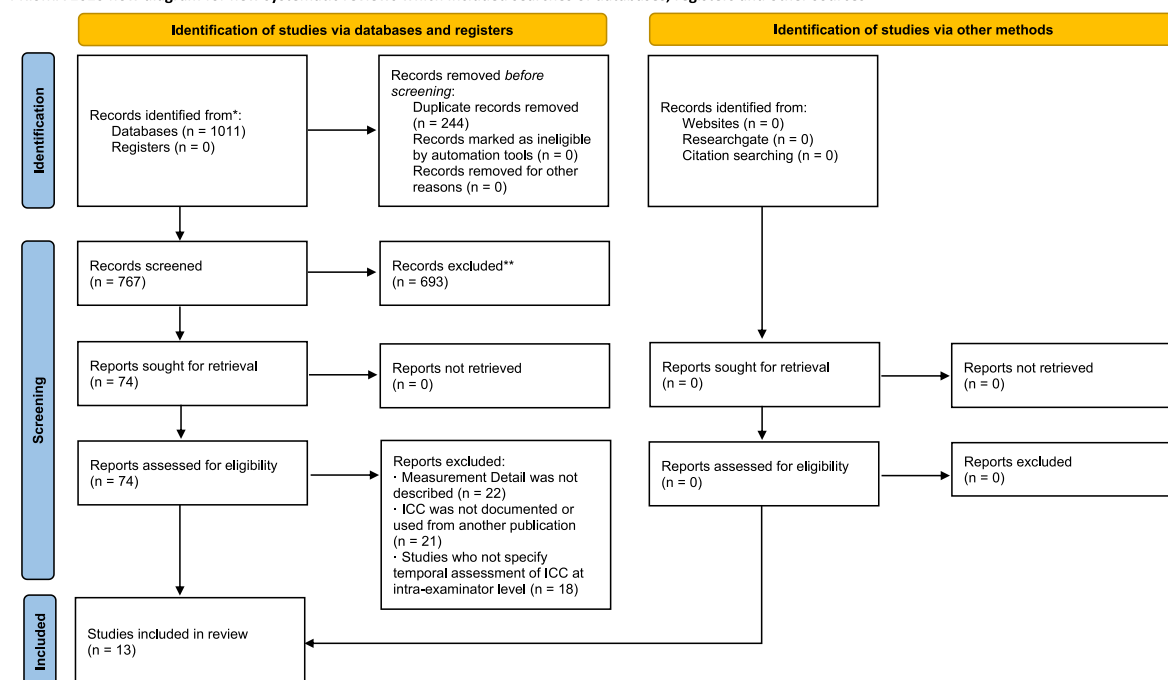 Identification of studies via databases and registers
Identification of studies via other methods
Identification
Records identified from*:
Databases (n = 1011)
Registers (n = 0)
Records removed before
screening:
Duplicate records removed
(n = 244)
Records marked as ineligible
by automation tools (n = 0)
Records removed for other
reasons (n = 0)
Records identified from:
Websites (n = 0)
Researchgate (n = 0)
Citation searching (n = 0)
Screening
Records screened
(n = 767)
Records excluded**
(n = 693)
Reports sought for retrieval
(n = 74)
Reports not retrieved
(n = 0)
Reports sought for retrieval
(n = 0)
Reports not retrieved
(n = 0)
Reports assessed for eligibility
(n = 74)
Reports excluded:
· Measurement Detail was not
described (n = 22)
· ICC was not documented or
used from another publication
(n = 21)
· Studies who not specify
temporal assessment of ICC at
intra-examinator level (n = 18)
Reports assessed for eligibility
(n = 0)
Reports excluded
(n = 0)
Included
Studies included in review
(n = 13)